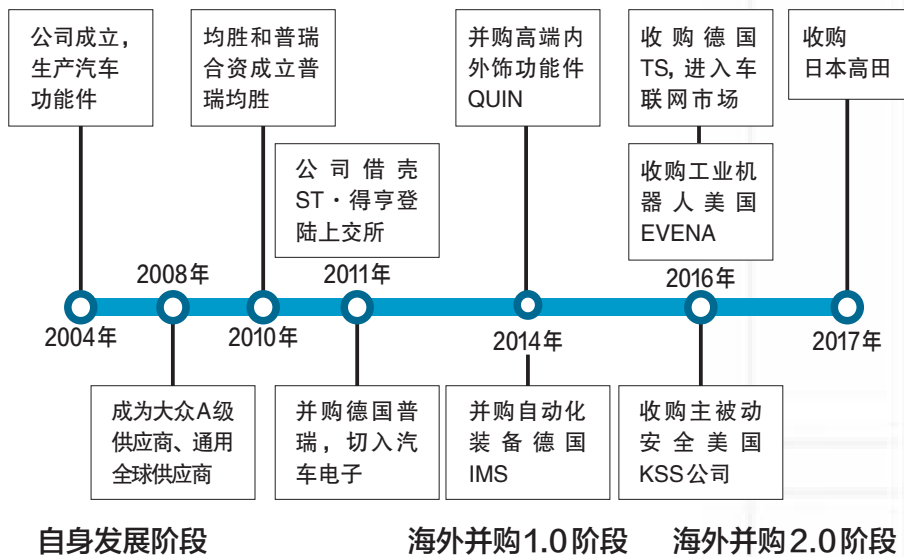 公司成立，
生产汽车
功能件
均胜和普瑞
合资成立普
瑞均胜
并购高端内
外饰功能件
QUIN
收购德国
TS，进入车
联网市场
收购
日本高田
公司借壳
ST·得亨登
陆上交所
收购工业机
器人美国
EVENA
2008年
2011年
2016年
2004年
2010年
2014年
2017年
成为大众A级
供应商、通用
全球供应商
并购德国普
瑞，切入汽
车电子
并购自动化
装备德国
IMS
收购主被动
安全美国
KSS公司
自身发展阶段
海外并购1.0阶段
海外并购2.0阶段